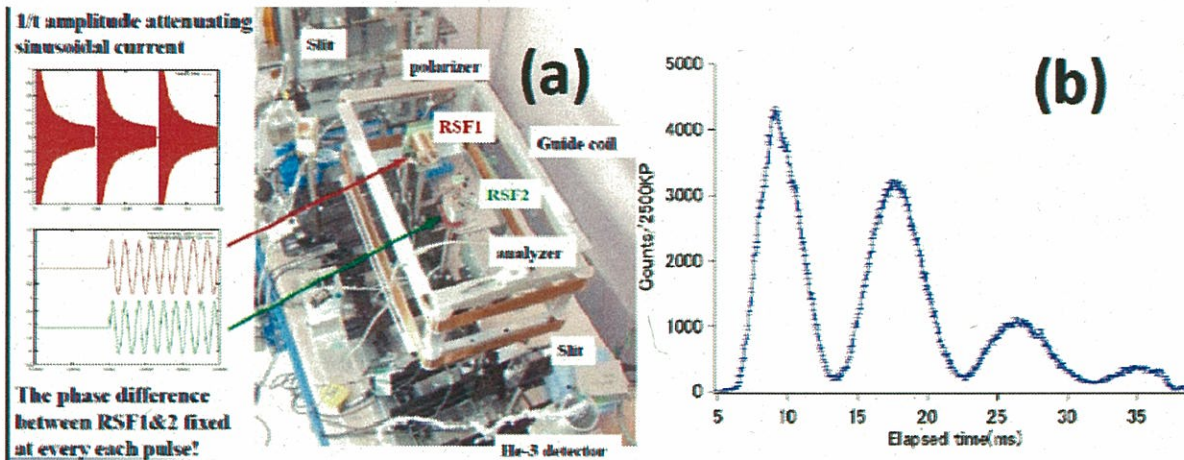 1/t amplitude attenuating
sinusoidal current
The phase difference
between RSF1&2 fixed
at every each pulse!
(a)
Slit
polarizer
RSF1
Guide coil
RSF2
analyzer
Slit
He-3 detector
(b)
Counts/2500KP
5000
4000
3000
2000
1000
0
5 10 15 20 25 30 35
Elapsed time(ms)